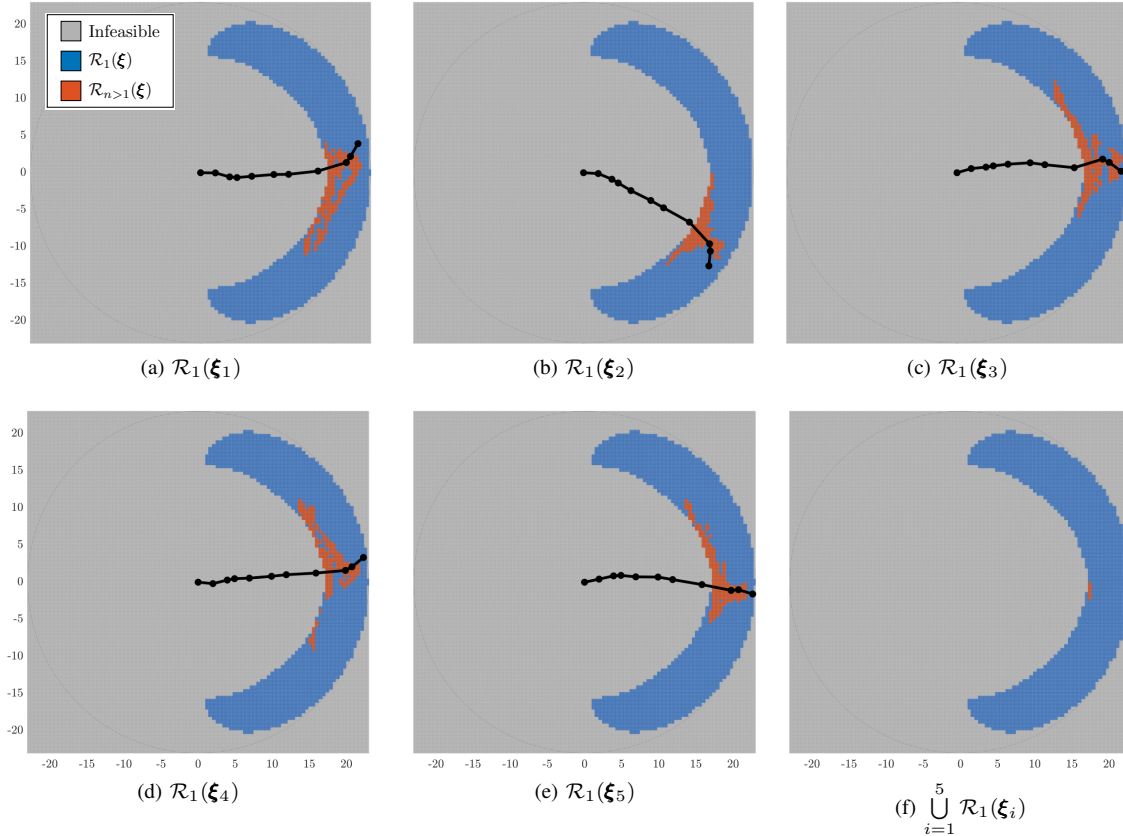 Infeasible
𝓡₁(𝝃)
𝓡ₙ>₁(𝝃)
20
15
10
5
0
-5
-10
-15
-20
(a) 𝓡₁(𝝃₁)
(b) 𝓡₁(𝝃₂)
(c) 𝓡₁(𝝃₃)
20
15
10
5
0
-5
-10
-15
-20
-20 -15 -10 -5 0 5 10 15 20
-20 -15 -10 -5 0 5 10 15 20
-20 -15 -10 -5 0 5 10 15 20
(d) 𝓡₁(𝝃₄)
(e) 𝓡₁(𝝃₅)
(f) ⋃ᵢ₌₁⁵ 𝓡₁(𝝃ᵢ)